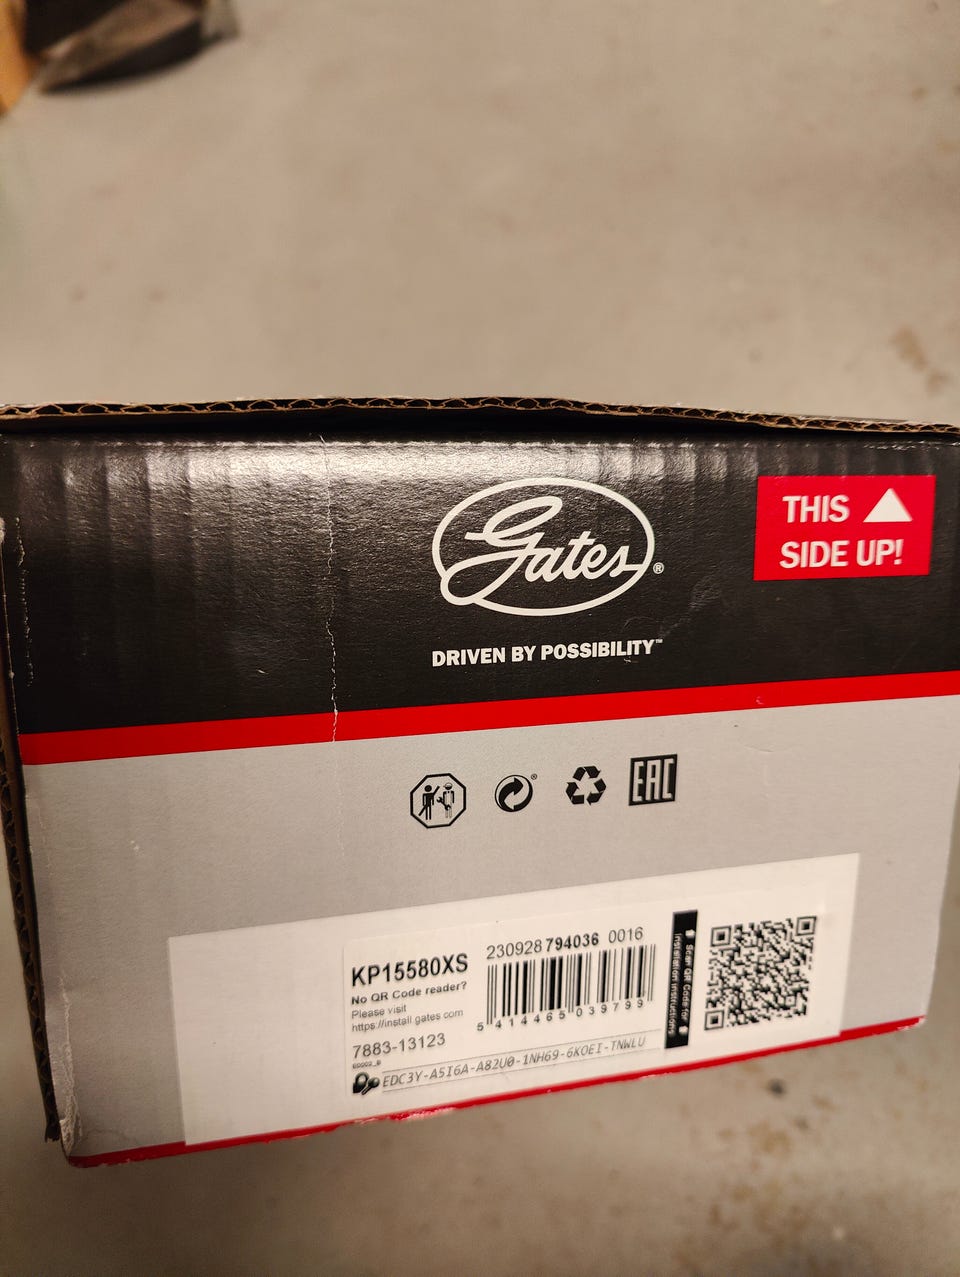 Gates®
THIS
SIDE UP!
DRIVEN BY POSSIBILITY™
EAC
230928 794036 0016
KP15580XS
No QR Code reader?
Please visit
https://install.gates.com
5 414465 039799
7883-13123
EDC3Y-A5I6A-A82U0-1NH69-6KOEI-TNWLU
Scan QR Code for
installation instructions